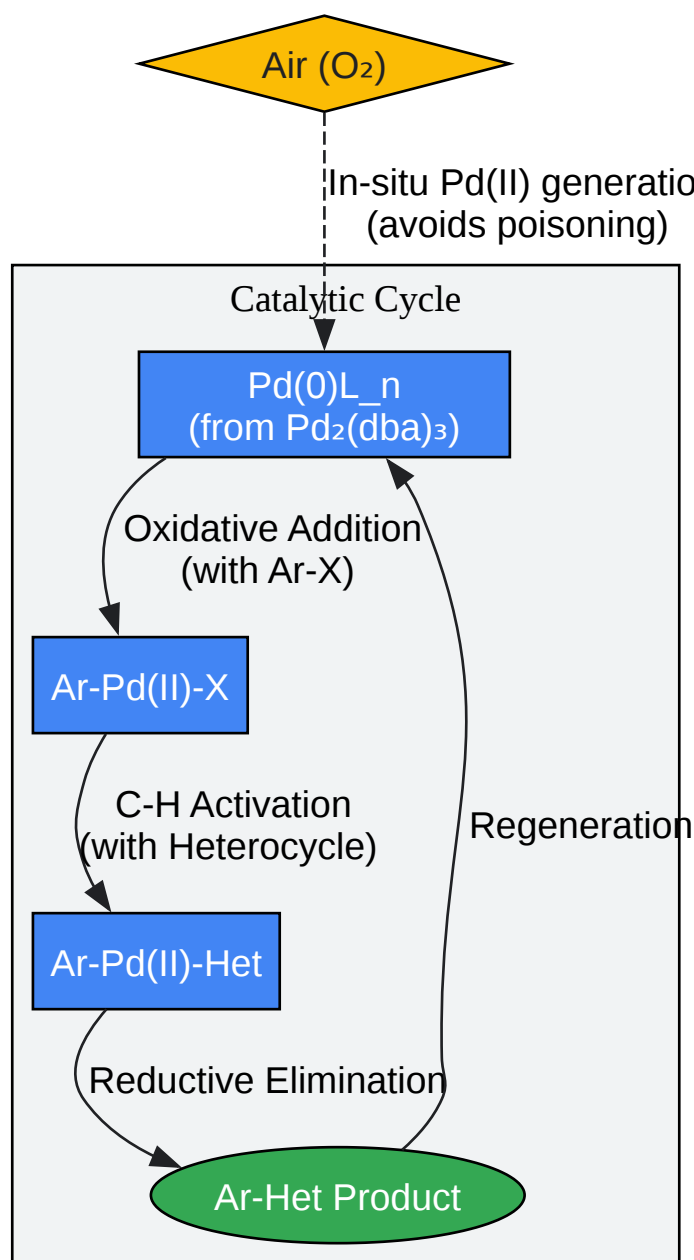 Air (O₂)
In-situ Pd(II) generatio
(avoids poisoning)
Catalytic Cycle
Pd(0)L_n
(from Pd₂(dba)₃)
Oxidative Addition
(with Ar-X)
Ar-Pd(II)-X
C-H Activation
(with Heterocycle)
Regeneration
Ar-Pd(II)-Het
Reductive Elimination
Ar-Het Product